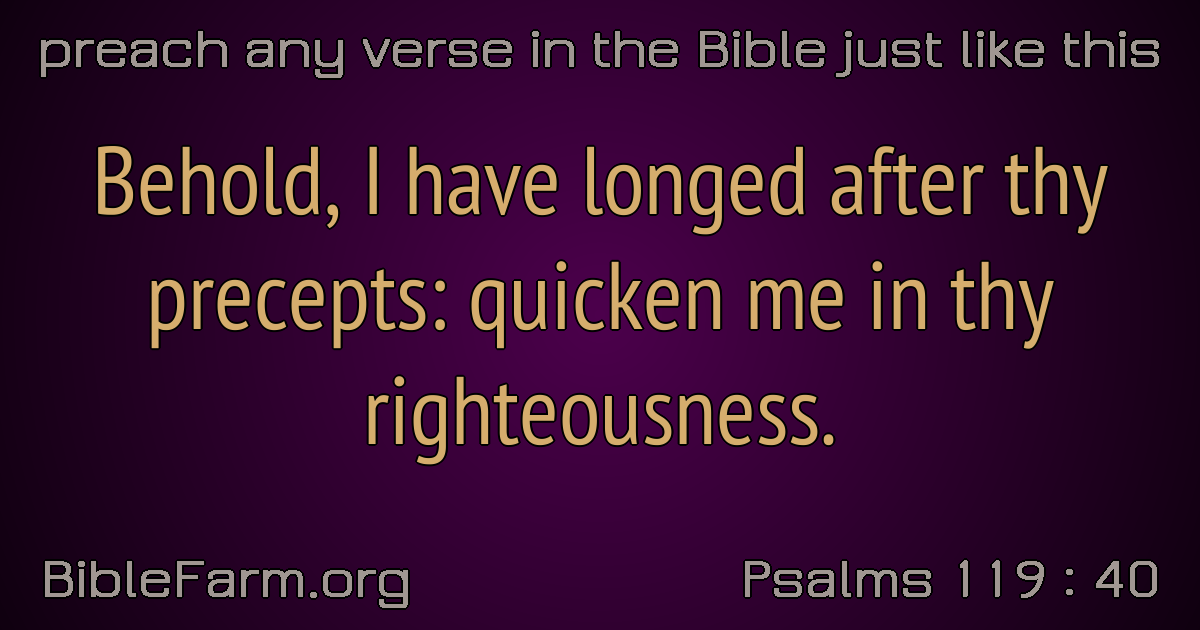 preach any verse in the Bible just like this
Behold, I have longed after thy
precepts: quicken me in thy
righteousness.
BibleFarm.org
Psalms 119 : 40